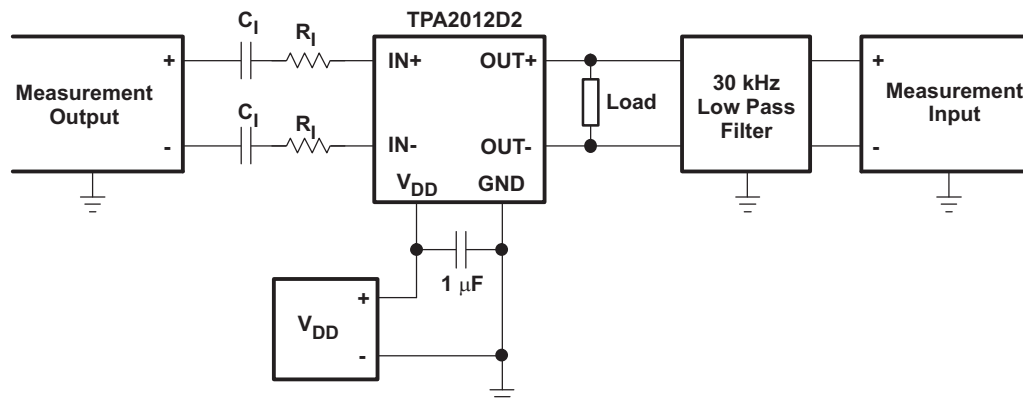 TPA2012D2
C_I
R_I
+
IN+
OUT+
+
Measurement
Output
Load
30 kHz
Low Pass
Filter
Measurement
Input
C_I
R_I
-
IN-
OUT-
-
V_DD
GND
1 μF
+
V_DD
-